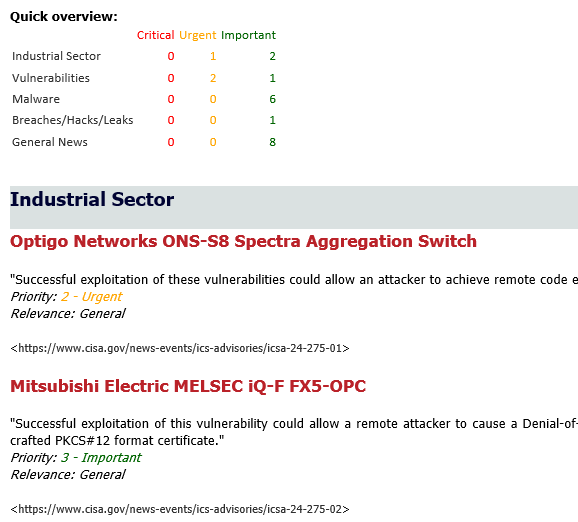 Quick overview:
Critical Urgent Important
Industrial Sector 0 1 2
Vulnerabilities 0 2 1
Malware 0 0 6
Breaches/Hacks/Leaks 0 0 1
General News 0 0 8
Industrial Sector
Optigo Networks ONS-S8 Spectra Aggregation Switch
"Successful exploitation of these vulnerabilities could allow an attacker to achieve remote code e
Priority: 2 - Urgent
Relevance: General
<https://www.cisa.gov/news-events/ics-advisories/icsa-24-275-01>
Mitsubishi Electric MELSEC iQ-F FX5-OPC
"Successful exploitation of this vulnerability could allow a remote attacker to cause a Denial-of-
crafted PKCS#12 format certificate."
Priority: 3 - Important
Relevance: General
<https://www.cisa.gov/news-events/ics-advisories/icsa-24-275-02>